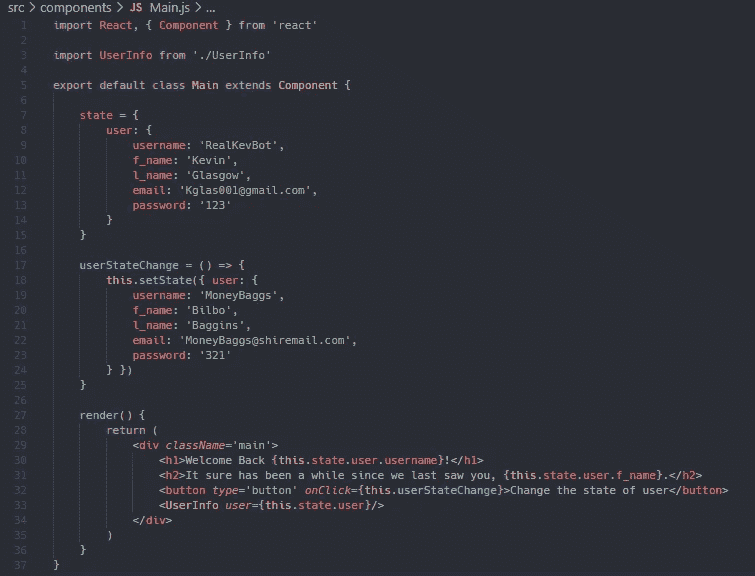 src > components > JS Main.js > ...
1 import React, { Component } from 'react'
2
3 import UserInfo from './UserInfo'
4
5 export default class Main extends Component {
6
7 state = {
8 user: {
9 username: 'RealKevBot',
10 f_name: 'Kevin',
11 l_name: 'Glasgow',
12 email: 'Kglas001@gmail.com',
13 password: '123'
14 }
15 }
16
17 userStateChange = () => {
18 this.setState({ user: {
19 username: 'MoneyBaggs',
20 f_name: 'Bilbo',
21 l_name: 'Baggins',
22 email: 'MoneyBaggs@shiremail.com',
23 password: '321'
24 } })
25 }
26
27 render() {
28 return (
29 <div className='main'>
30 <h1>Welcome Back {this.state.user.username}!</h1>
31 <h2>It sure has been a while since we last saw you, {this.state.user.f_name}.</h2>
32 <button type='button' onClick={this.userStateChange}>Change the state of user</button>
33 <UserInfo user={this.state.user}/>
34 </div>
35 )
36 }
37 }